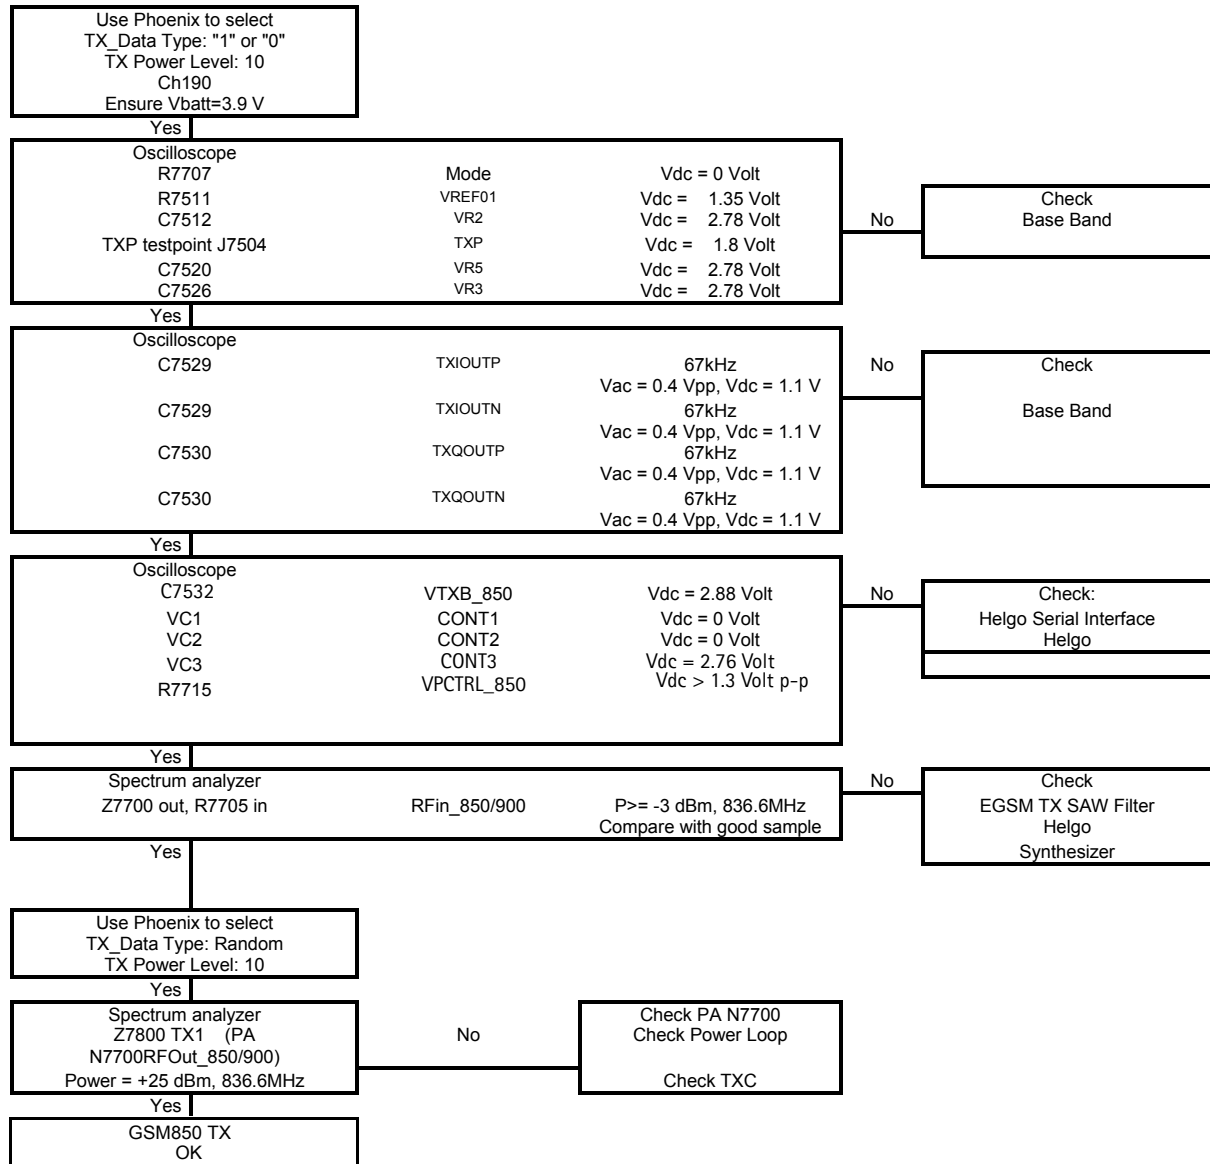 Use Phoenix to select
TX_Data Type: "1" or "0"
TX Power Level: 10
Ch190
Ensure Vbatt=3.9 V
Yes
Oscilloscope
R7707 Mode Vdc = 0 Volt
R7511 VREF01 Vdc = 1.35 Volt
C7512 VR2 Vdc = 2.78 Volt
TXP testpoint J7504 TXP Vdc = 1.8 Volt
C7520 VR5 Vdc = 2.78 Volt
C7526 VR3 Vdc = 2.78 Volt
No
Check
Base Band
Yes
Oscilloscope
C7529 TXIOUTP 67kHz
Vac = 0.4 Vpp, Vdc = 1.1 V
C7529 TXIOUTN 67kHz
Vac = 0.4 Vpp, Vdc = 1.1 V
C7530 TXQOUTP 67kHz
Vac = 0.4 Vpp, Vdc = 1.1 V
C7530 TXQOUTN 67kHz
Vac = 0.4 Vpp, Vdc = 1.1 V
No
Check
Base Band
Yes
Oscilloscope
C7532 VTXB_850 Vdc = 2.88 Volt
VC1 CONT1 Vdc = 0 Volt
VC2 CONT2 Vdc = 0 Volt
VC3 CONT3 Vdc = 2.76 Volt
R7715 VPCTRL_850 Vdc > 1.3 Volt p-p
No
Check:
Helgo Serial Interface
Helgo
Yes
Spectrum analyzer
Z7700 out, R7705 in RFin_850/900 P>= -3 dBm, 836.6MHz
Compare with good sample
No
Check
EGSM TX SAW Filter
Helgo
Synthesizer
Yes
Use Phoenix to select
TX_Data Type: Random
TX Power Level: 10
Yes
Spectrum analyzer
Z7800 TX1 (PA
N7700RFOut_850/900)
Power = +25 dBm, 836.6MHz
No
Check PA N7700
Check Power Loop
Check TXC
Yes
GSM850 TX
OK